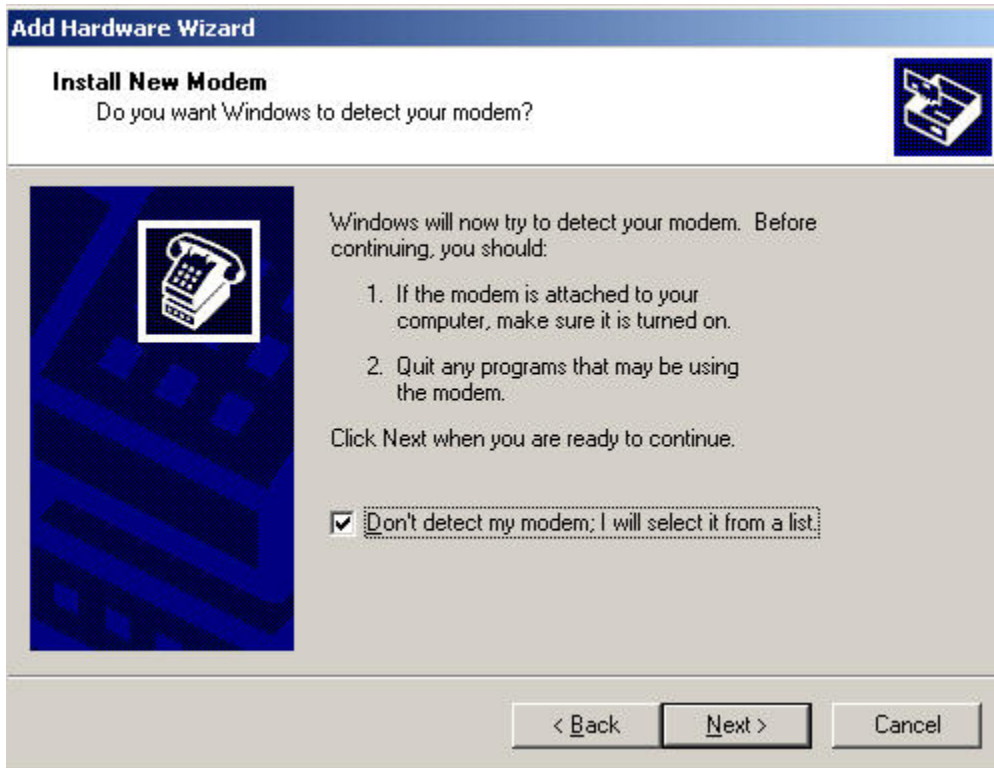 Add Hardware Wizard
Install New Modem
Do you want Windows to detect your modem?
Windows will now try to detect your modem.  Before
continuing, you should:
1. If the modem is attached to your
computer, make sure it is turned on.
2. Quit any programs that may be using
the modem.
Click Next when you are ready to continue.
Don't detect my modem; I will select it from a list.
< Back
Next >
Cancel